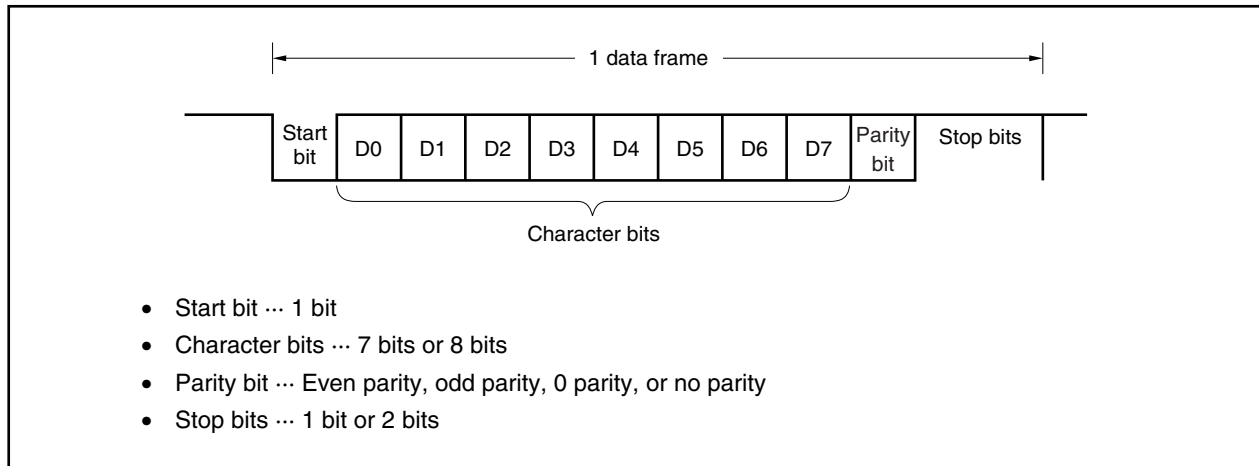 1 data frame
Start bit D0 D1 D2 D3 D4 D5 D6 D7 Parity bit Stop bits
Character bits
• Start bit ··· 1 bit
• Character bits ··· 7 bits or 8 bits
• Parity bit ··· Even parity, odd parity, 0 parity, or no parity
• Stop bits ··· 1 bit or 2 bits